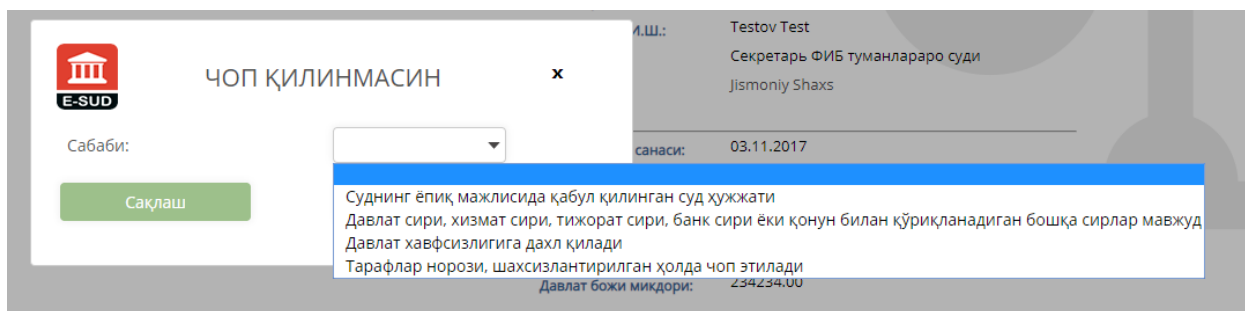 И.Ш.: Testov Test
Секретарь ФИБ туманлараро суди
Jismoniy Shaxs
E-SUD
ЧОП ҚИЛИНМАСИН x
Сабаби:
санаси: 03.11.2017
Суднинг ёпиқ мажлисида қабул қилинган суд ҳужжати
Сақлаш
Давлат сири, хизмат сири, тижорат сири, банк сири ёки қонун билан қўриқланадиган бошқа сирлар мавжуд
Давлат хавфсизлигига дахл қилади
Тарафлар норози, шахсизлантирилган ҳолда чоп этилади
Давлат божи микдори: 234234.00